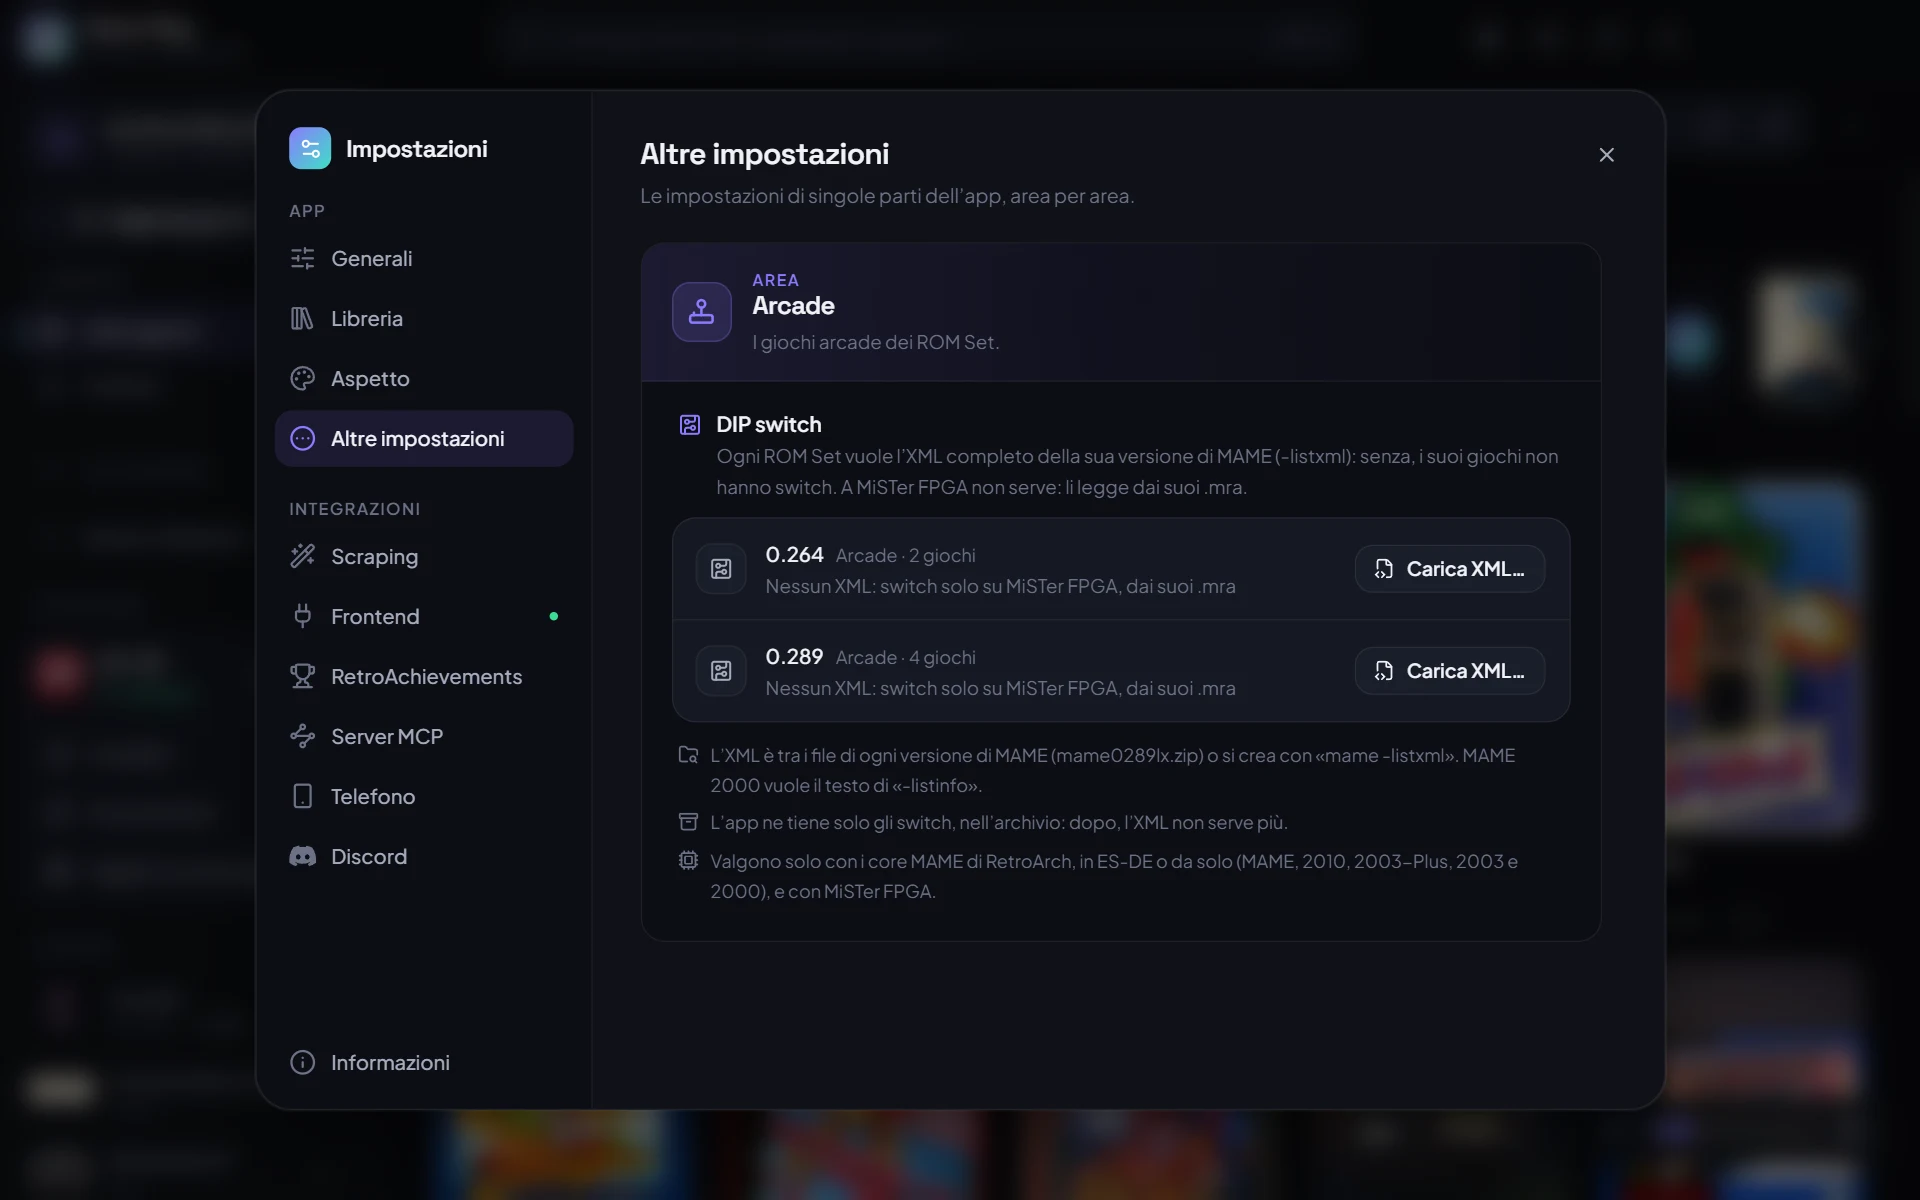 Impostazioni
APP
Generali
Libreria
Aspetto
Altre impostazioni
INTEGRAZIONI
Scraping
Frontend
RetroAchievements
Server MCP
Telefono
Discord
Informazioni
Altre impostazioni
Le impostazioni di singole parti dell’app, area per area.
AREA
Arcade
I giochi arcade dei ROM Set.
DIP switch
Ogni ROM Set vuole l’XML completo della sua versione di MAME (-listxml): senza, i suoi giochi non
hanno switch. A MiSTer FPGA non serve: li legge dai suoi .mra.
0.264 Arcade · 2 giochi
Nessun XML: switch solo su MiSTer FPGA, dai suoi .mra
Carica XML…
0.289 Arcade · 4 giochi
Nessun XML: switch solo su MiSTer FPGA, dai suoi .mra
Carica XML…
L’XML è tra i file di ogni versione di MAME (mame0289lx.zip) o si crea con «mame -listxml». MAME
2000 vuole il testo di «-listinfo».
L’app ne tiene solo gli switch, nell’archivio: dopo, l’XML non serve più.
Valgono solo con i core MAME di RetroArch, in ES-DE o da solo (MAME, 2010, 2003-Plus, 2003 e
2000), e con MiSTer FPGA.